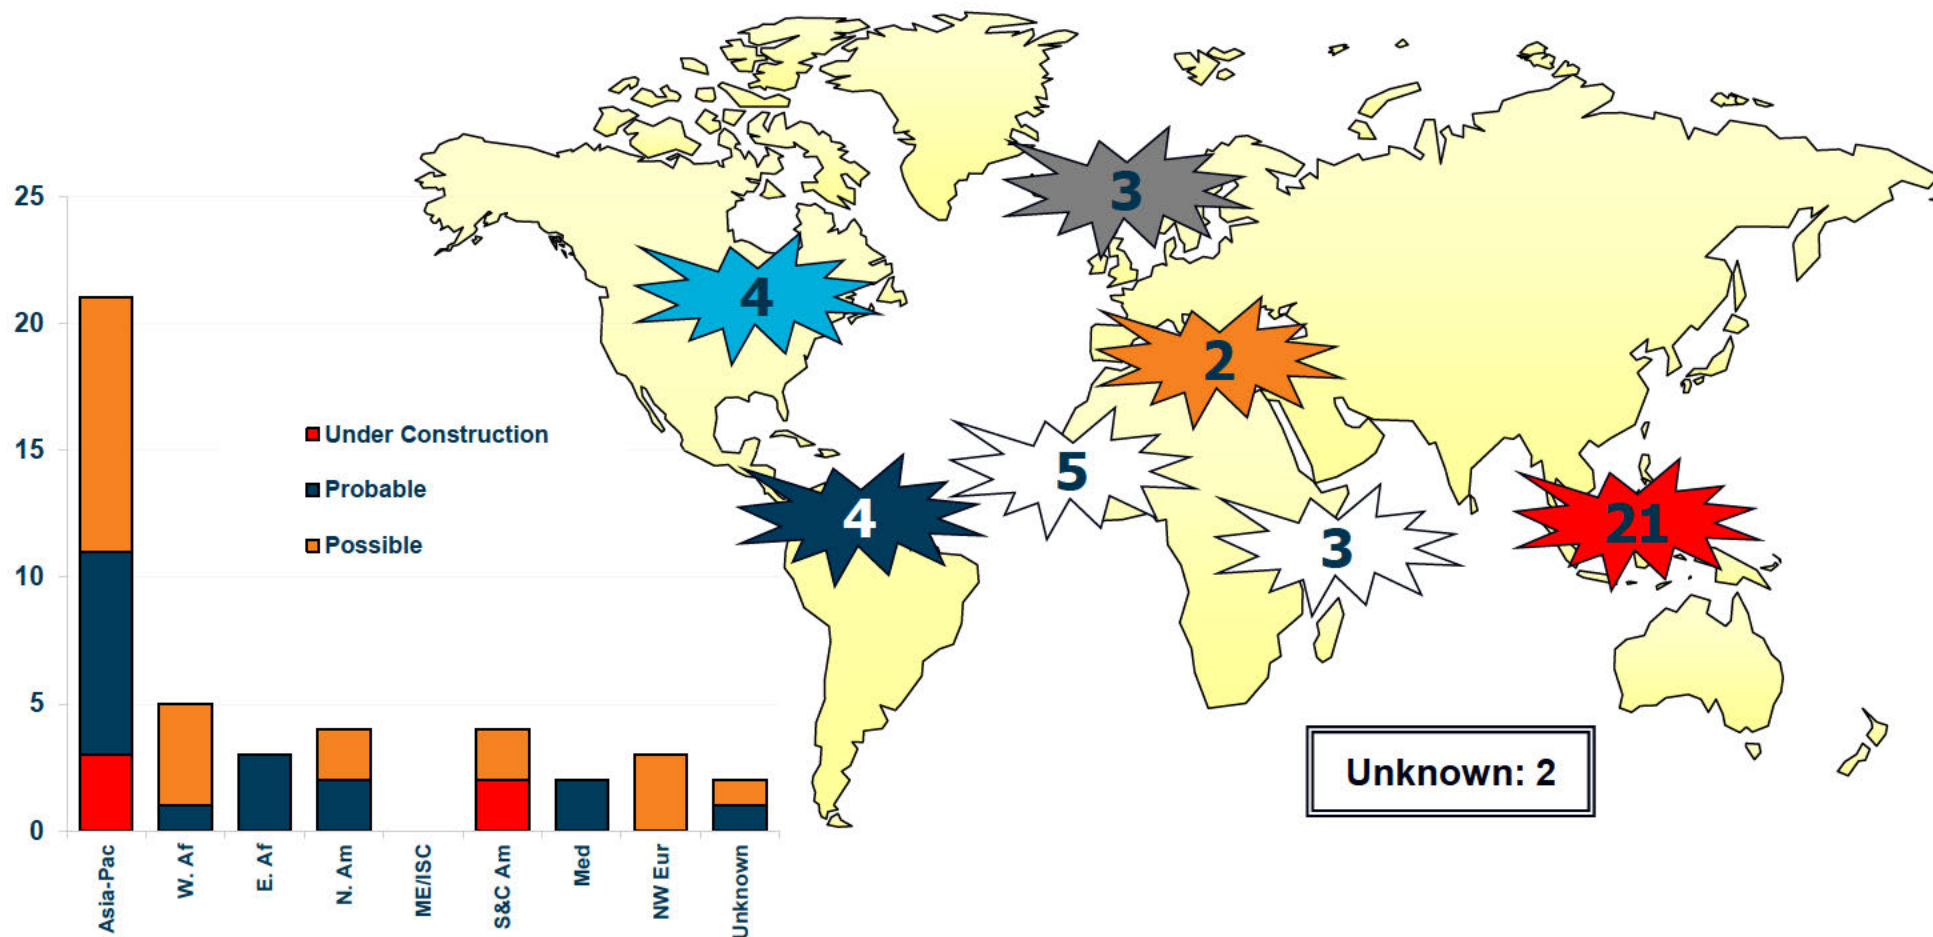 25
20
15
10
5
0
Under Construction
Probable
Possible
Asia-Pac
W. Af
E. Af
N. Am
ME/ISC
S&C Am
Med
NW Eur
Unknown
3
4
2
5
4
3
21
Unknown: 2